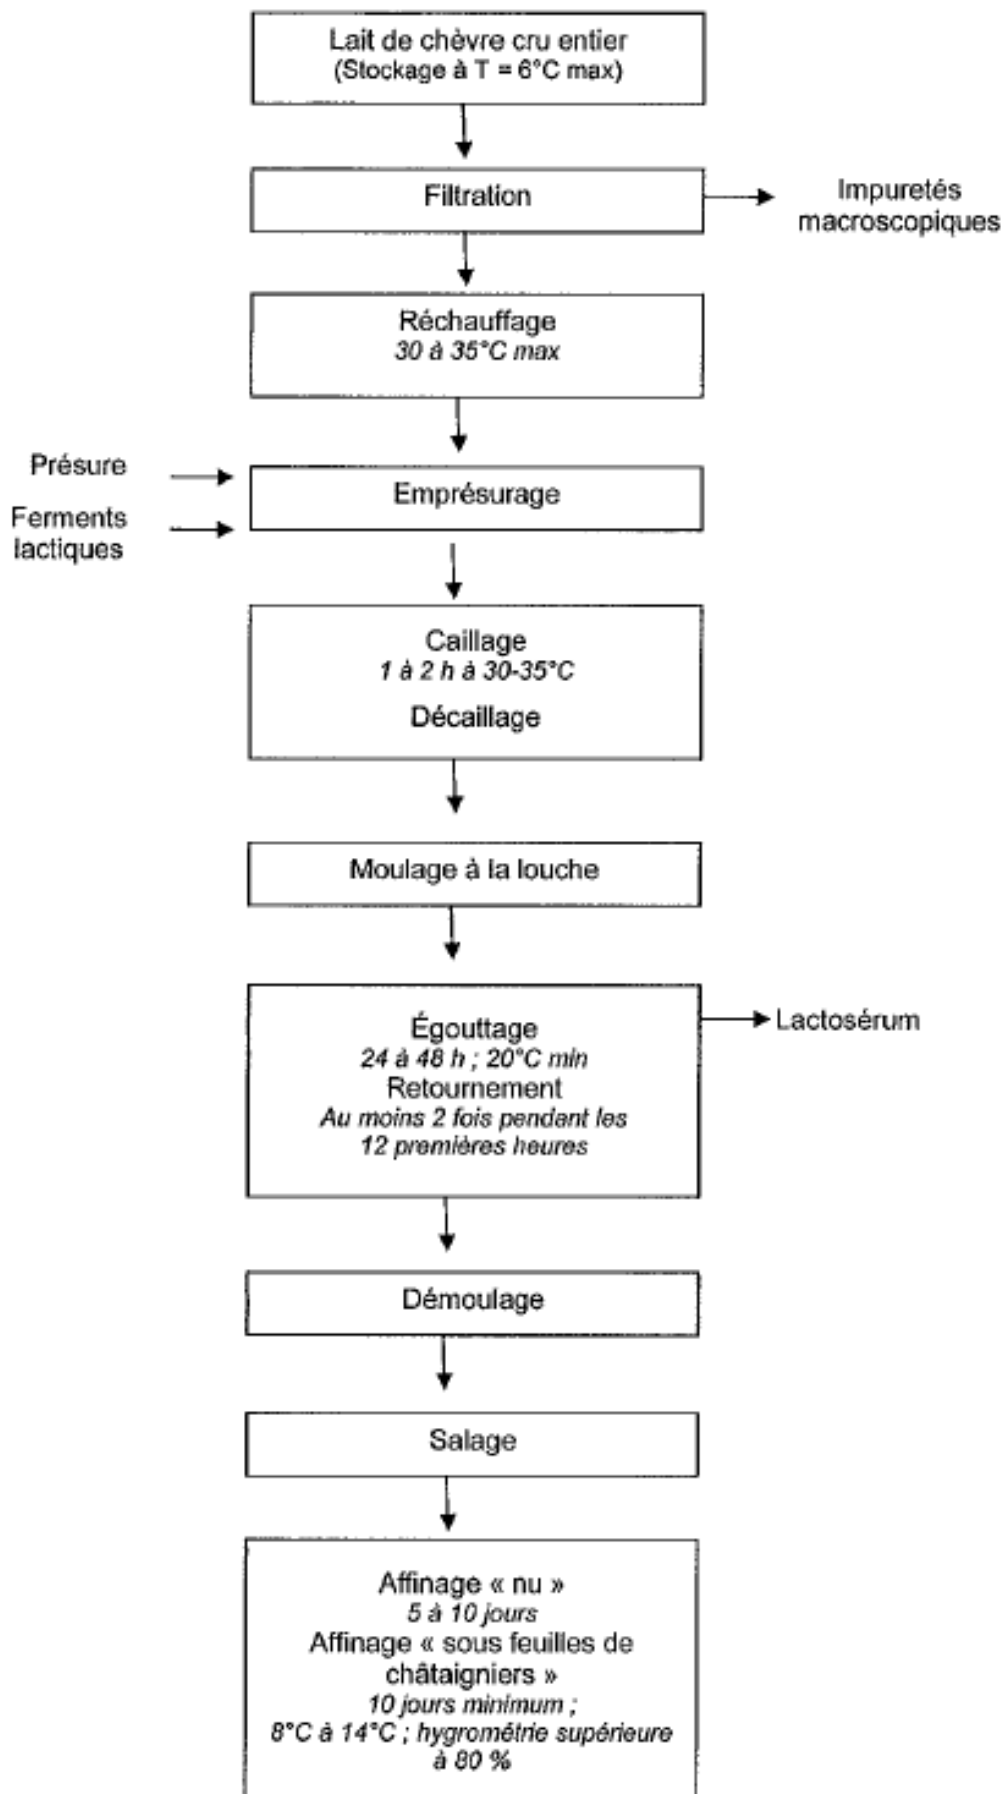 Lait de chèvre cru entier
(Stockage à T = 6°C max)
Filtration
Impuretés
macroscopiques
Réchauffage
30 à 35°C max
Présure
Ferments
lactiques
Emprésurage
Caillage
1 à 2 h à 30-35°C
Décaillage
Moulage à la louche
Égouttage
24 à 48 h ; 20°C min
Retournement
Au moins 2 fois pendant les
12 premières heures
Lactosérum
Démoulage
Salage
Affinage « nu »
5 à 10 jours
Affinage « sous feuilles de
châtaigniers »
10 jours minimum ;
8°C à 14°C ; hygrométrie supérieure
à 80 %